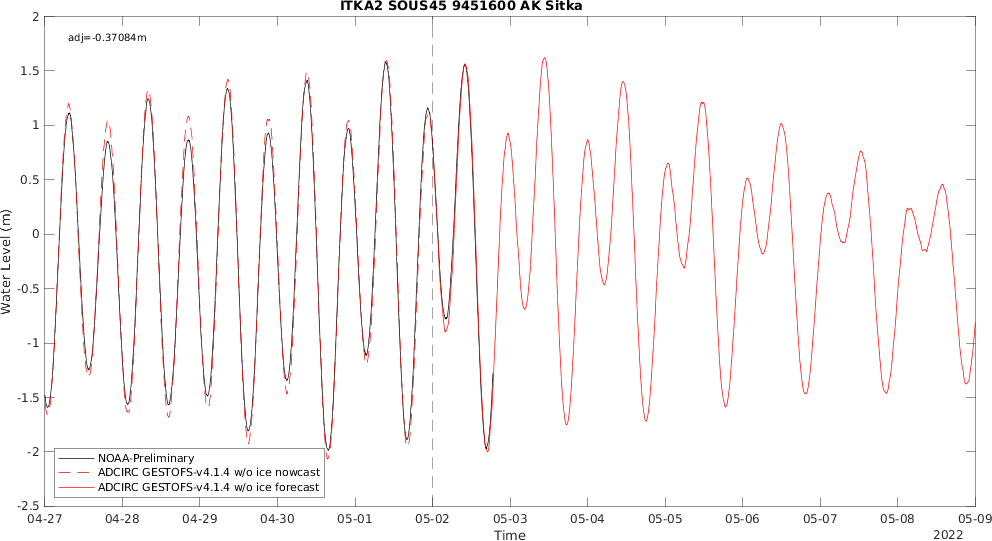 ITKA2 SOUS45 9451600 AK Sitka
adj=-0.37084m
Water Level (m)
2
1.5
1
0.5
0
-0.5
-1
-1.5
-2
-2.5
NOAA-Preliminary
ADCIRC GESTOFS-v4.1.4 w/o ice nowcast
ADCIRC GESTOFS-v4.1.4 w/o ice forecast
04-27 04-28 04-29 04-30 05-01 05-02 05-03 05-04 05-05 05-06 05-07 05-08 05-09
Time
2022